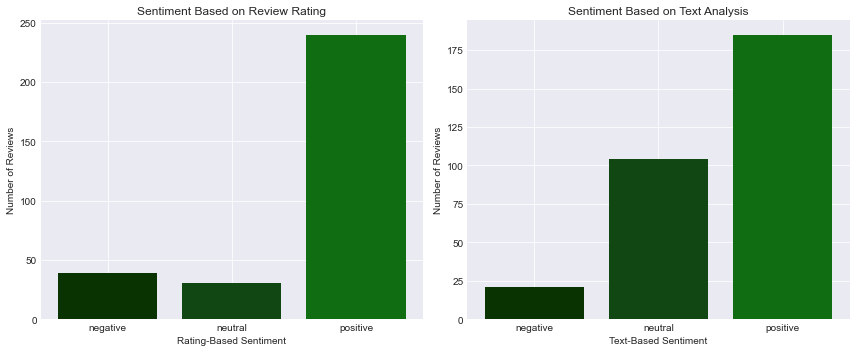 Sentiment Based on Review Rating
250
200
150
100
50
0
Number of Reviews
negative
neutral
positive
Rating-Based Sentiment
Sentiment Based on Text Analysis
175
150
125
100
75
50
25
0
Number of Reviews
negative
neutral
positive
Text-Based Sentiment